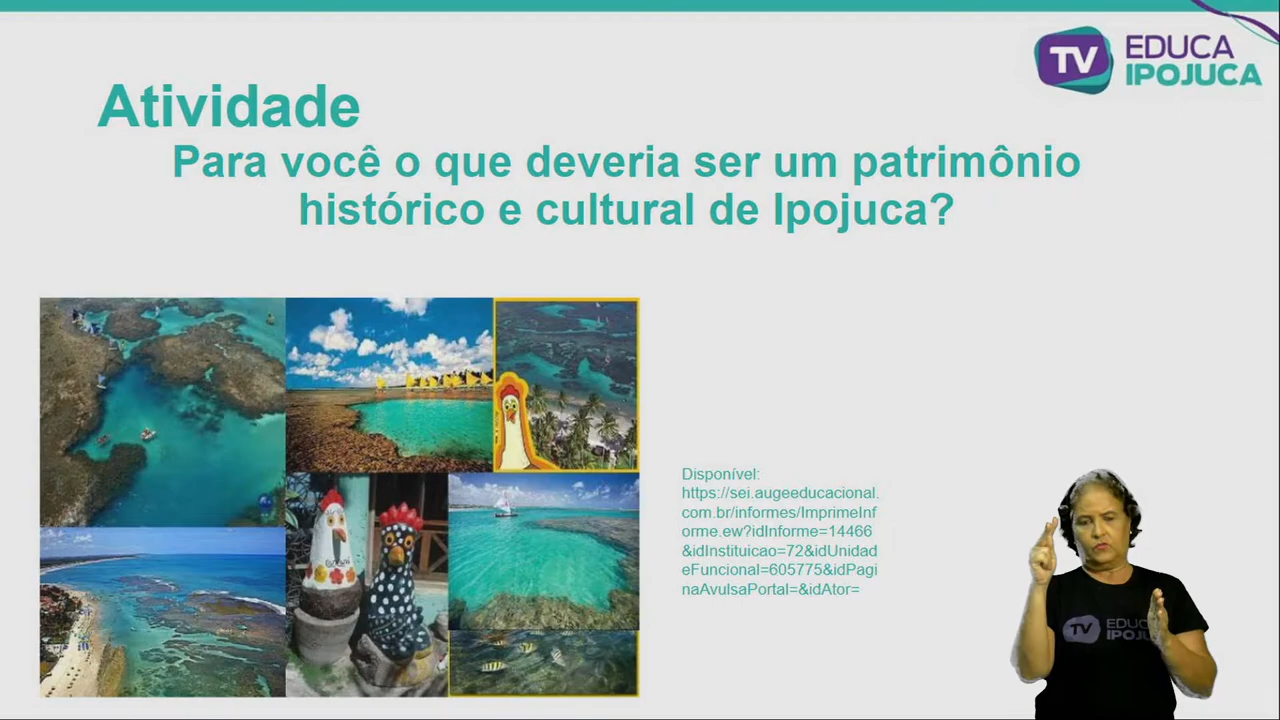 TV EDUCA
IPOJUCA
Atividade
Para você o que deveria ser um patrimônio
histórico e cultural de Ipojuca?
Disponível:
https://sei.augeeducacional.
com.br/informes/ImprimeInf
orme.ew?idInforme=14466
&idInstituicao=72&idUnidad
eFuncional=605775&idPagi
naAvulsaPortal=&idAtor=
TV EDUCA
IPOJU